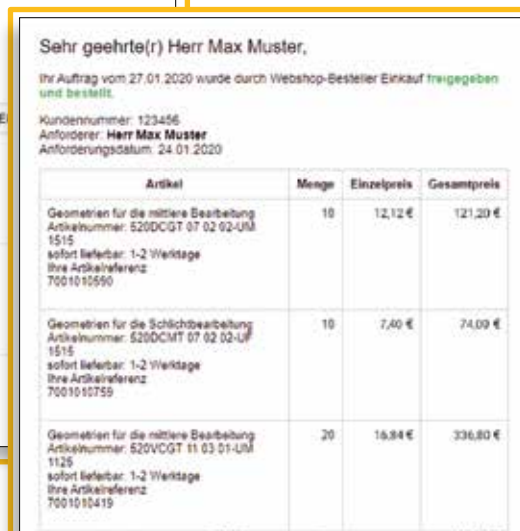 Sehr geehrte(r) Herr Max Muster,
Ihr Auftrag vom 27.01.2020 wurde durch Webshop-Besteller Einkauf freigegeben
und bestellt.
Kundennummer: 123456
Anforderer: Herr Max Muster
Anforderungsdatum: 24.01.2020
Artikel Menge Einzelpreis Gesamtpreis
Geometrien für die mittlere Bearbeitung 10 12,12 € 121,20 €
Artikelnummer: 520DCGT 07 02 02-UM
1515
sofort lieferbar: 1-2 Werktage
Ihre Artikelreferenz
7001010590
Geometrien für die Schlichtbearbeitung 10 7,40 € 74,00 €
Artikelnummer: 520DCMT 07 02 02-UF
1515
sofort lieferbar: 1-2 Werktage
Ihre Artikelreferenz
7001010759
Geometrien für die mittlere Bearbeitung 20 16,84 € 336,80 €
Artikelnummer: 520VCGT 11 03 01-UM
1125
sofort lieferbar: 1-2 Werktage
Ihre Artikelreferenz
7001010419